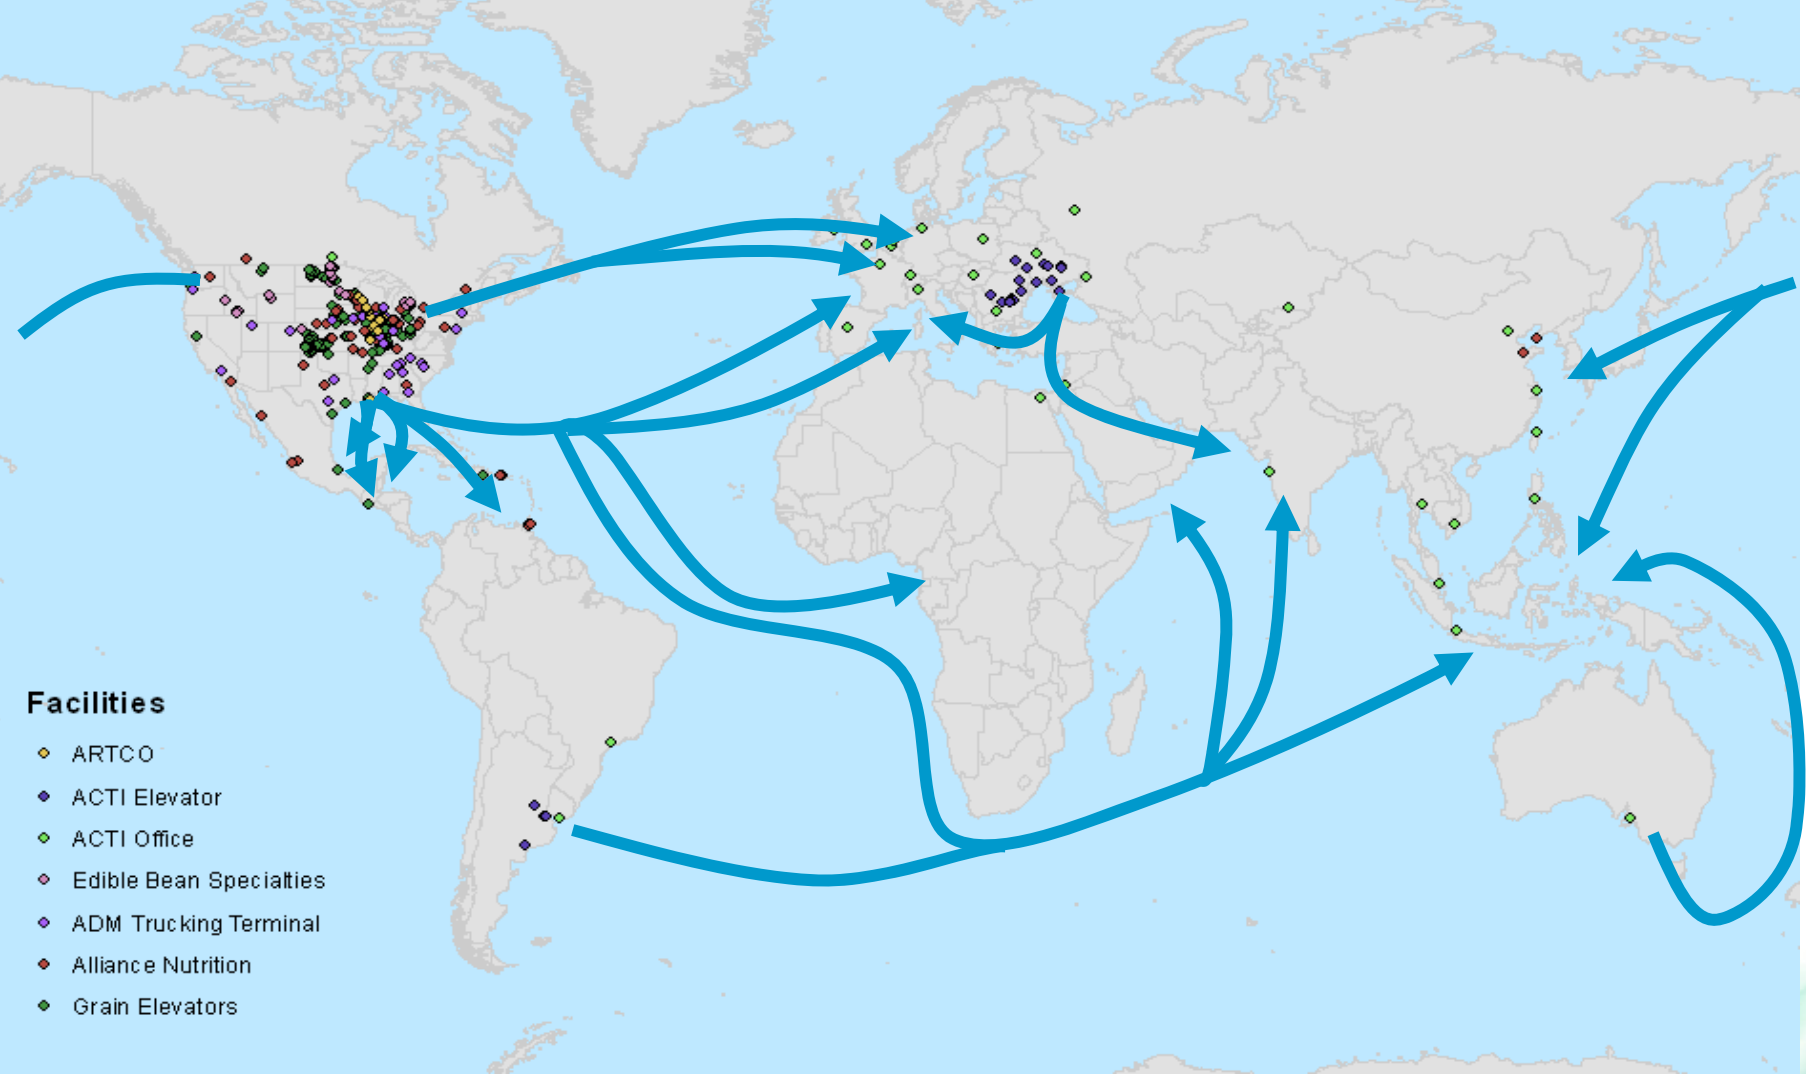 Facilities
ARTCO
ACTI Elevator
ACTI Office
Edible Bean Specialties
ADM Trucking Terminal
Alliance Nutrition
Grain Elevators